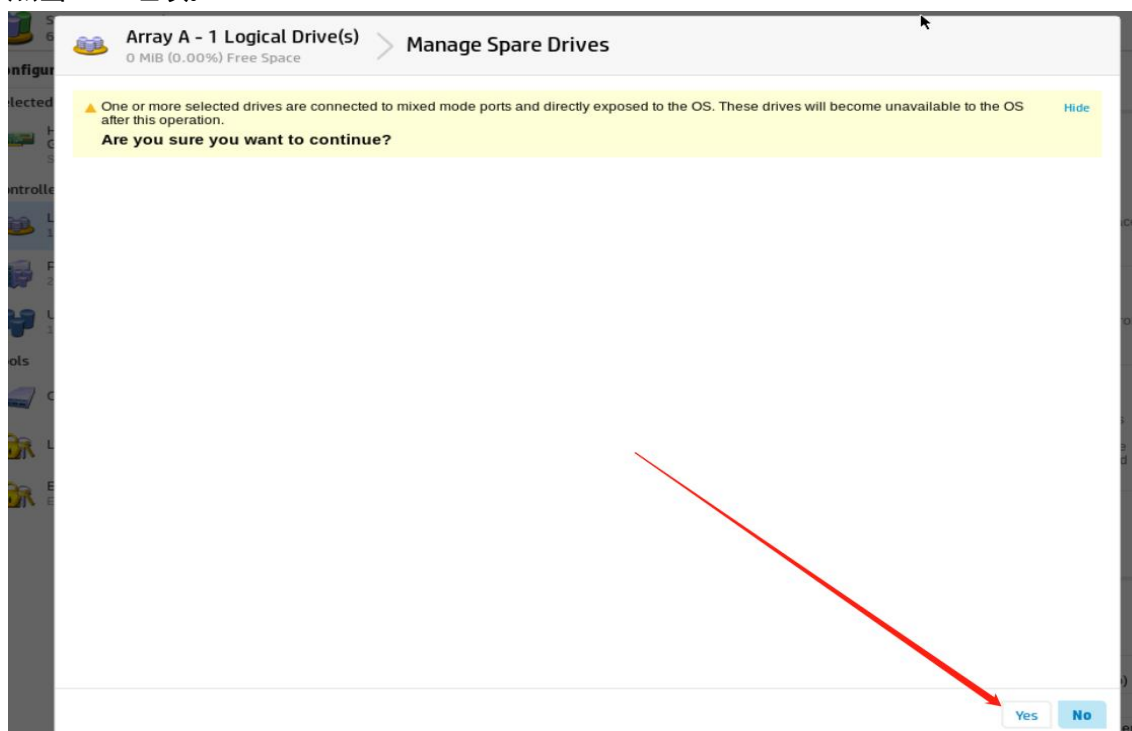 Array A - 1 Logical Drive(s)
0 MiB (0.00%) Free Space
Manage Spare Drives
One or more selected drives are connected to mixed mode ports and directly exposed to the OS. These drives will become unavailable to the OS
after this operation.
Hide
Are you sure you want to continue?
Yes
No